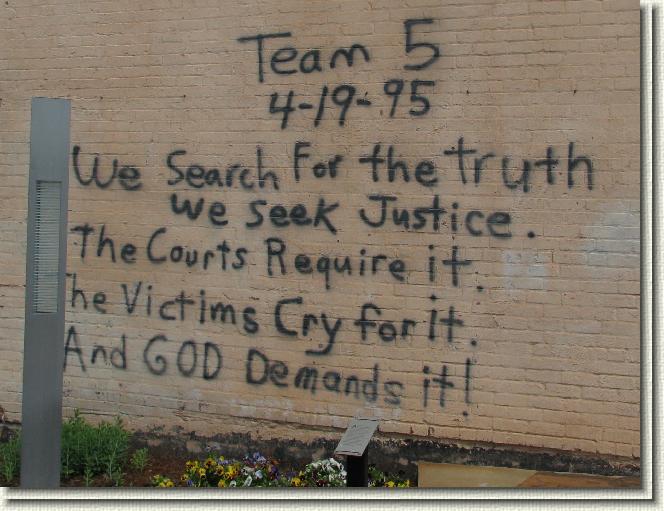 Team 5
4-19-95
We Search For the truth
We seek Justice.
The Courts Require it.
The Victims Cry for it.
And GOD Demands it!